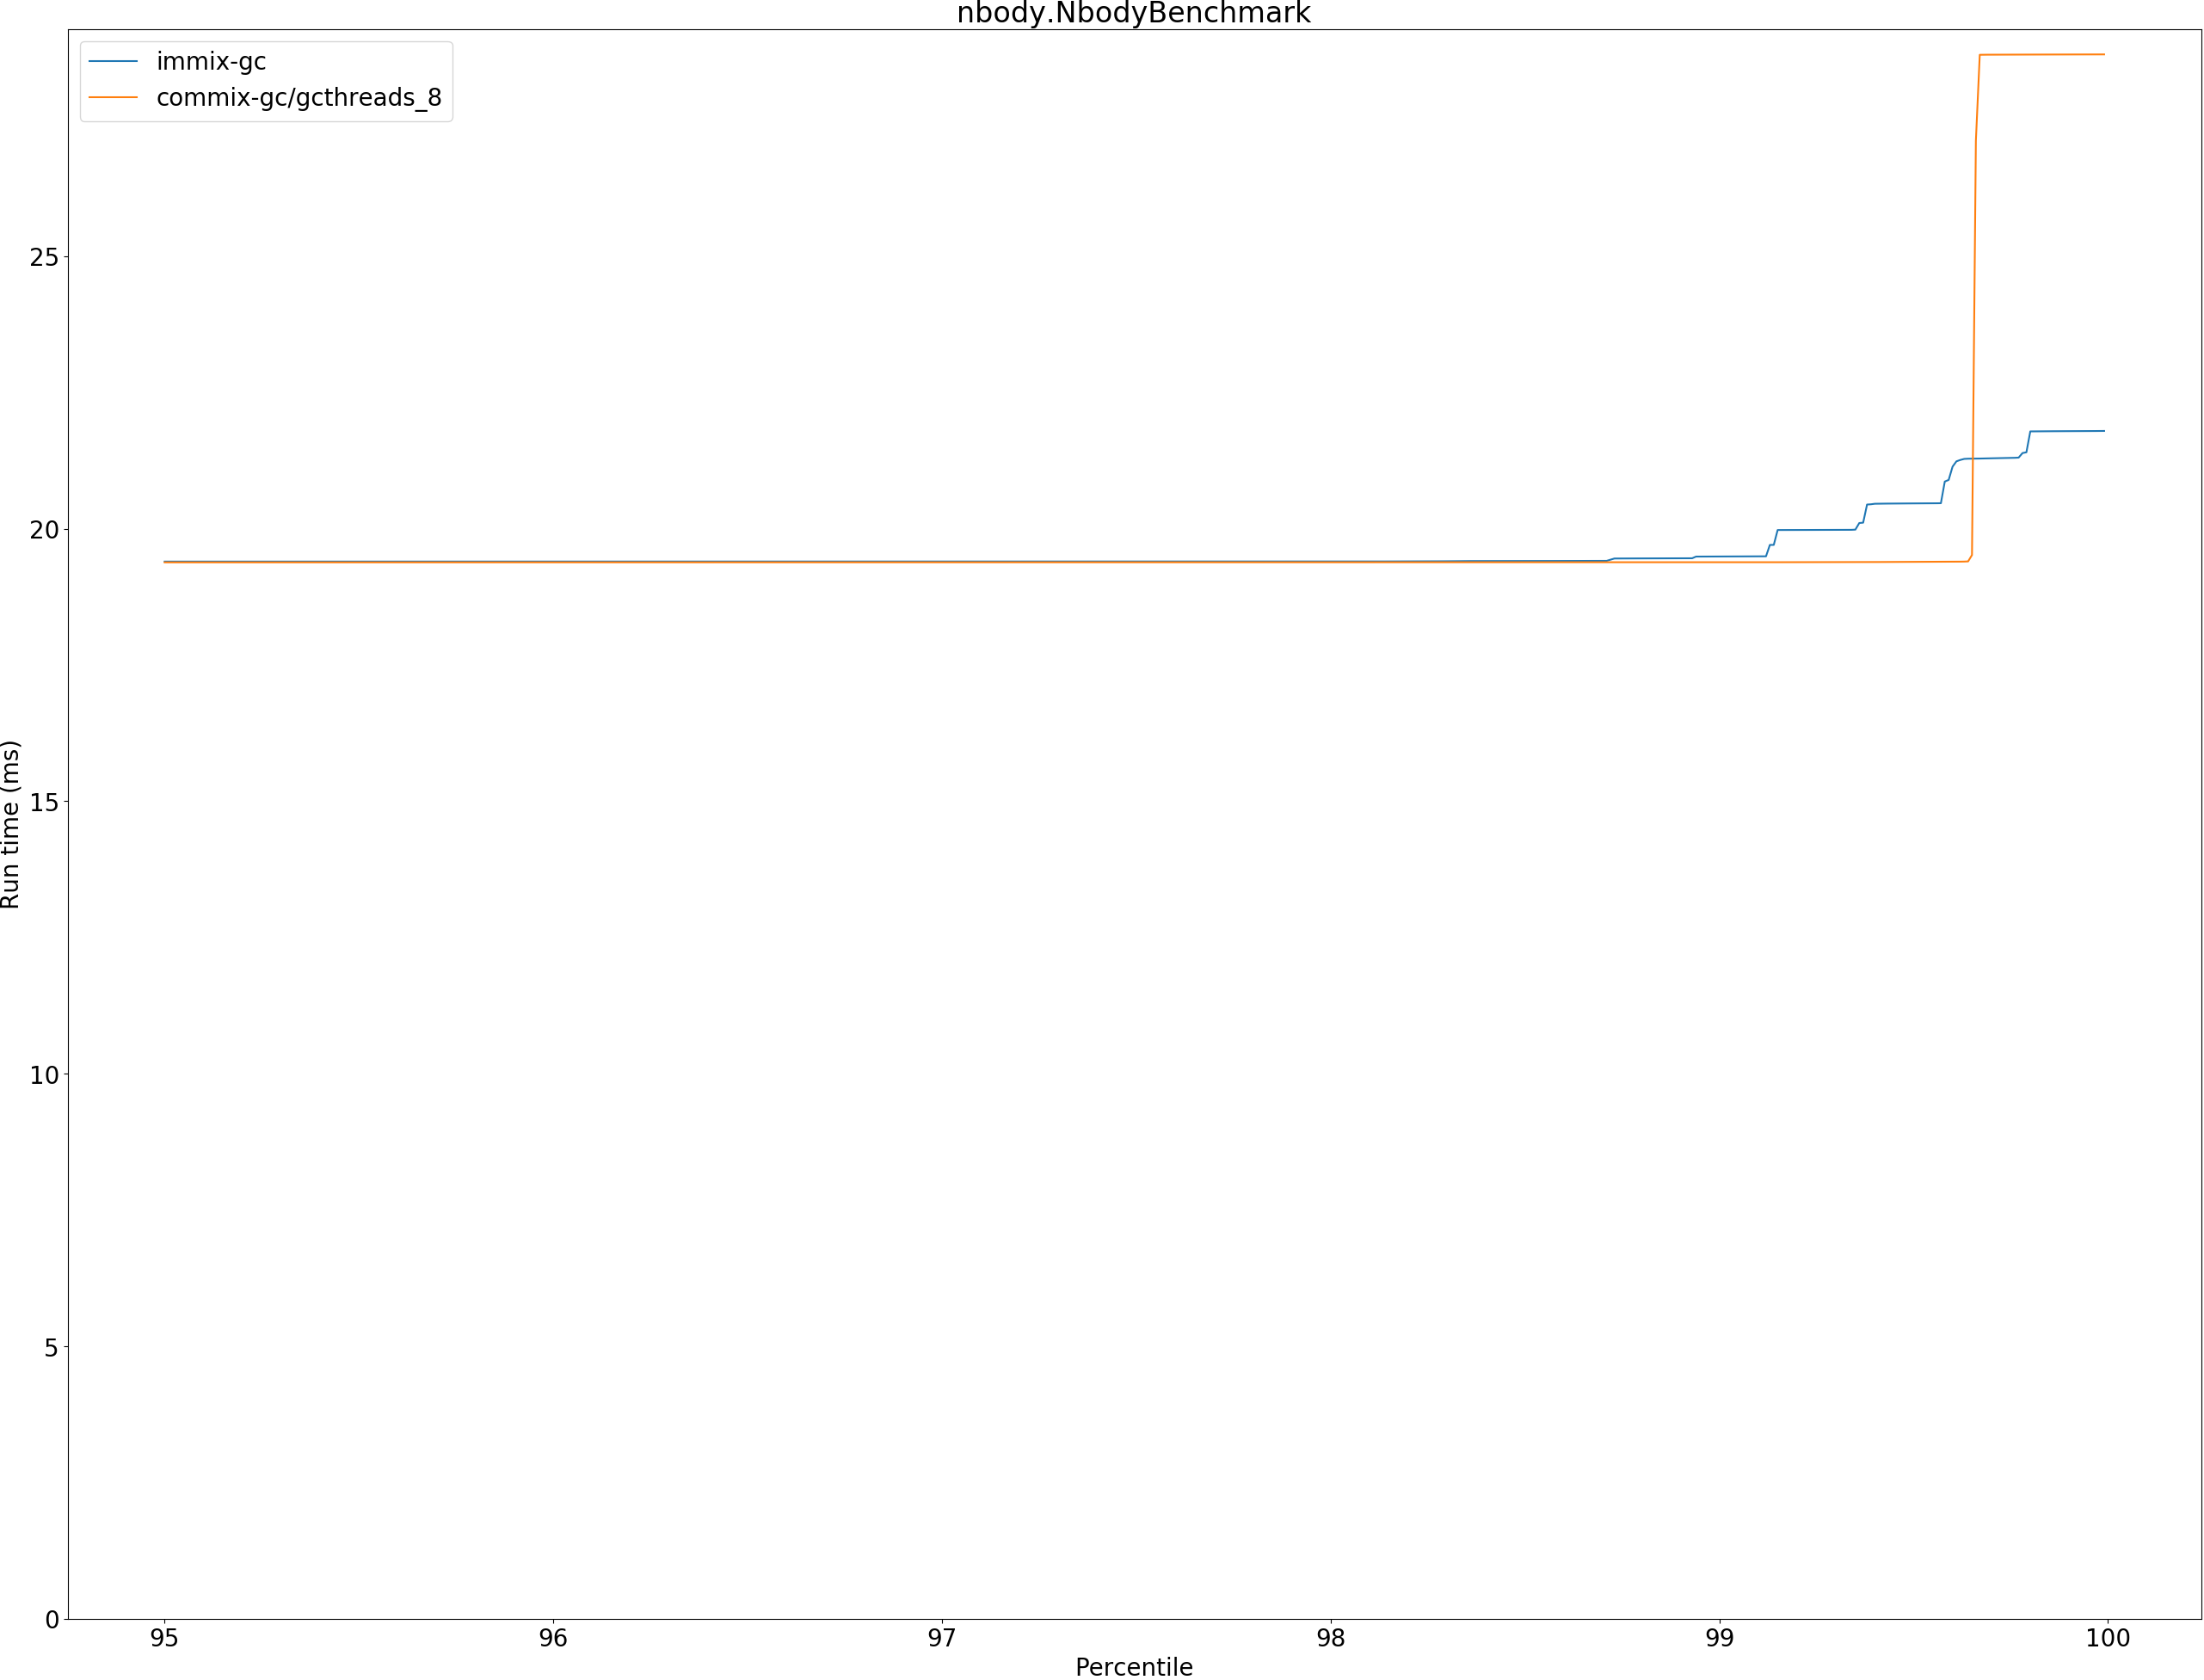 nbody.NbodyBenchmark
immix-gc
commix-gc/gcthreads_8
25
20
15
10
5
0
Run time (ms)
95 96 97 98 99 100
Percentile